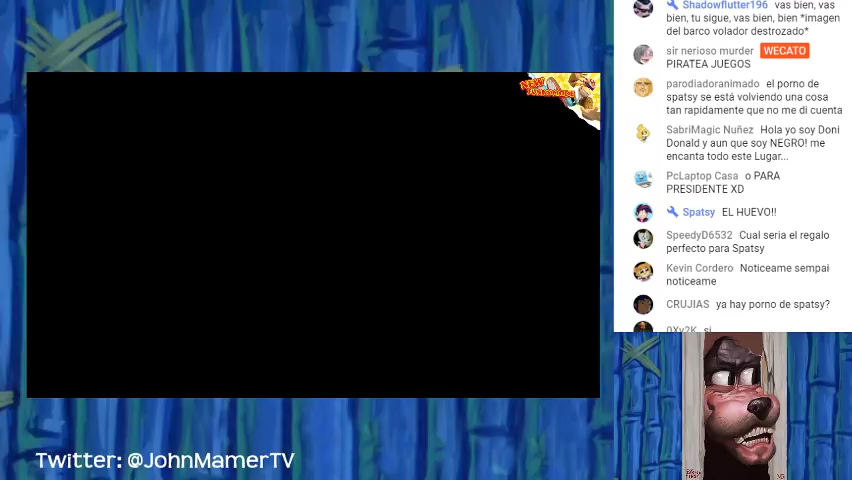 NEW
Shadowflutter196 vas bien, vas
bien, tu sigue, vas bien, bien *imagen
del barco volador destrozado*
sir nerioso murder WECATO
PIRATEA JUEGOS
parodiadoranimado el porno de
spatsy se está volviendo una cosa
tan rapidamente que no me di cuenta
SabriMagic Nuñez Hola yo soy Doni
Donald y aun que soy NEGRO! me
encanta todo este Lugar...
PcLaptop Casa o PARA
PRESIDENTE XD
Spatsy EL HUEVO!!
SpeedyD6532 Cual seria el regalo
perfecto para Spatsy
Kevin Cordero Noticeame sempai
noticeame
CRUJIAS ya hay porno de spatsy?
0Xy2K si
Twitter: @JohnMamerTV